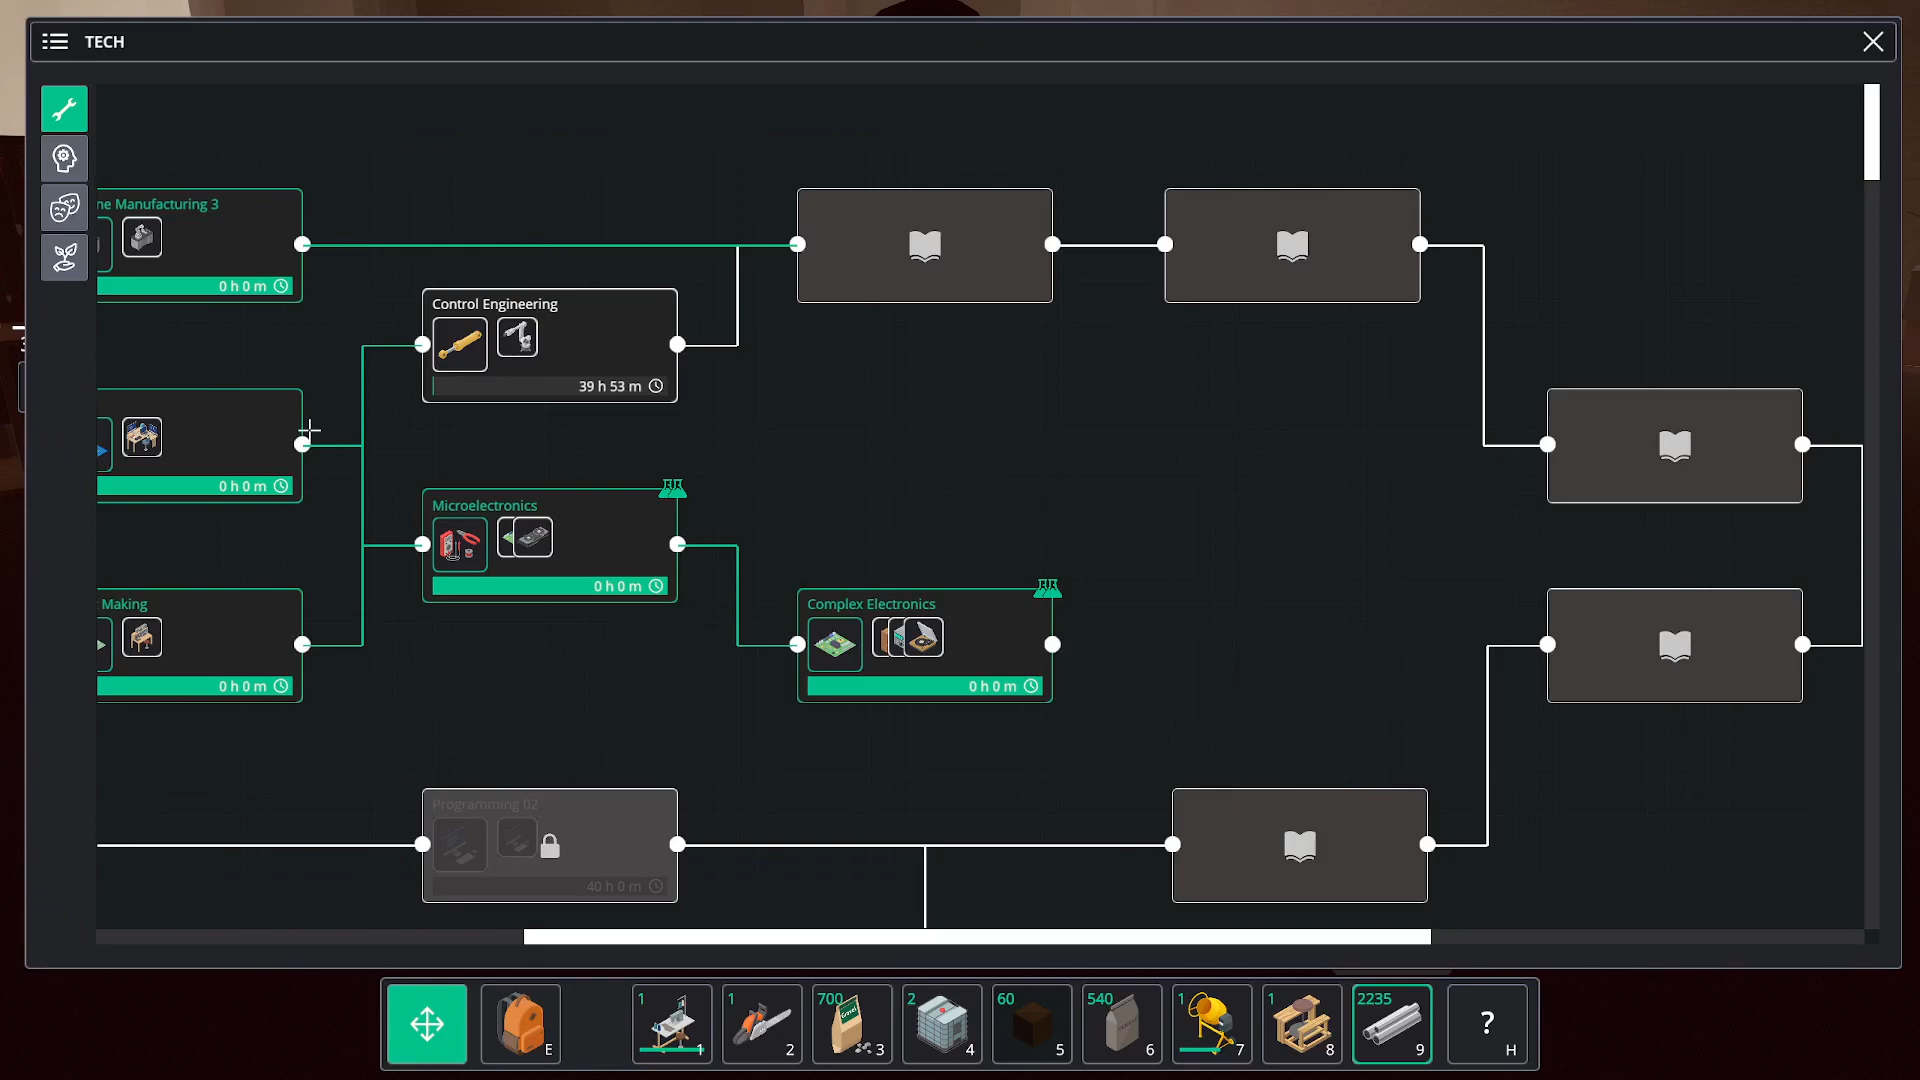 TECH
ne Manufacturing 3
0 h 0 m
Control Engineering
39 h 53 m
0 h 0 m
Microelectronics
0 h 0 m
Making
0 h 0 m
Complex Electronics
0 h 0 m
Programming 02
40 h 0 m
E
1
1
1
2
700
3
2
4
60
5
540
6
1
7
1
8
2235
9
?
H